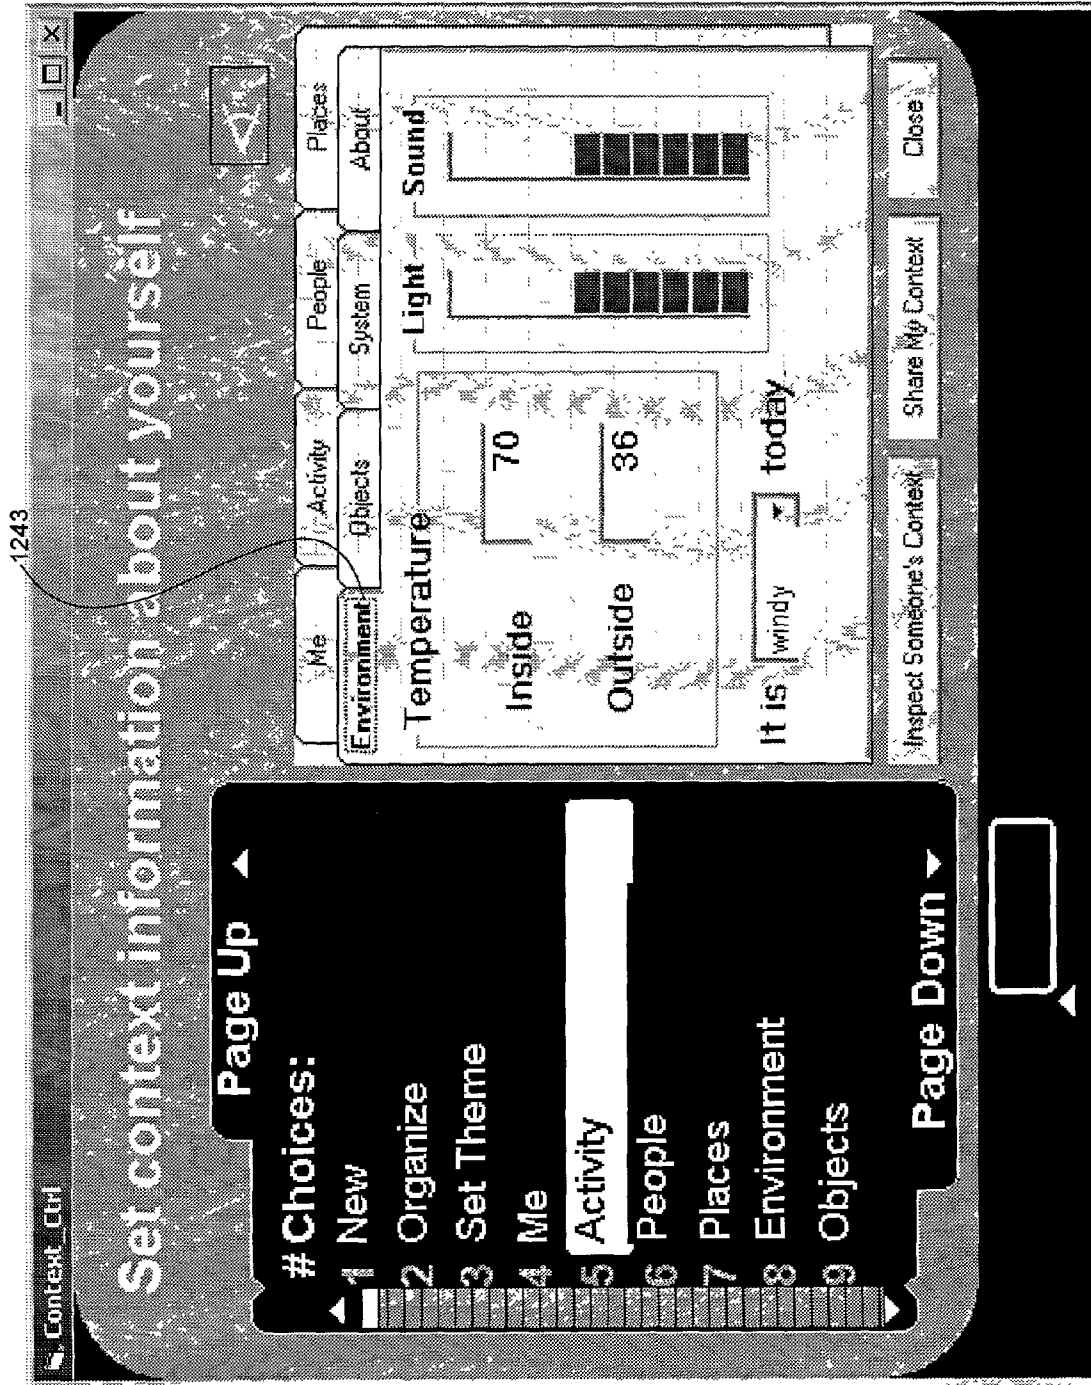 1243
Context_Ctrl
Set context information about yourself
Page Up
# Choices:
1 New
2 Organize
3 Set Theme
4 Me
5 Activity
6 People
7 Places
8 Environment
9 Objects
Page Down
Me Activity People Places
Environment Objects System About
Temperature
Inside 70
Outside 36
Light
Sound
It is windy today
Inspect Someone's Context
Share My Context
Close